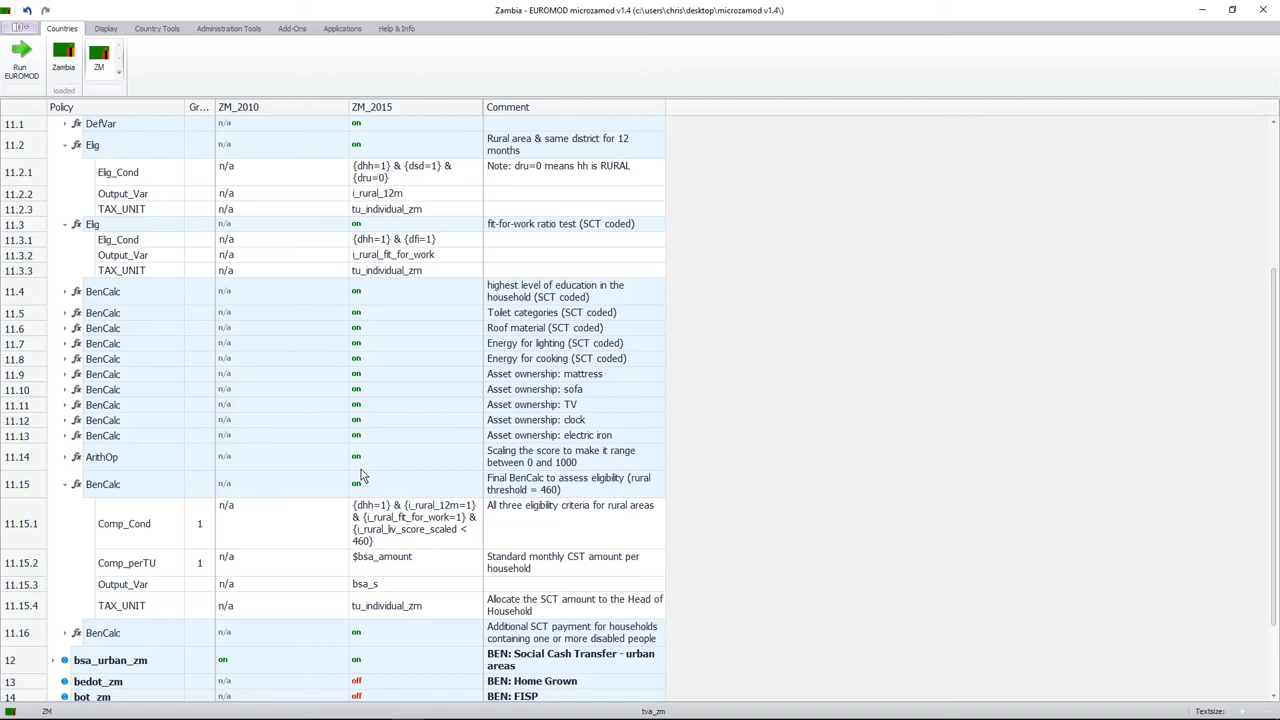 Zambia - EUROMOD microzamod v1.4 (c:\users\chris\desktop\microzamod v1.4\)
Countries Display Country Tools Administration Tools Add-Ons Applications Help & Info
Run
EUROMOD
Zambia
ZM
loaded
Policy Gr... ZM_2010 ZM_2015 Comment
11.1 DefVar n/a on
11.2 Elig n/a on Rural area & same district for 12
months
11.2.1 Elig_Cond n/a {dhh=1} & {dsd=1} & Note: dru=0 means hh is RURAL
{dru=0}
11.2.2 Output_Var n/a i_rural_12m
11.2.3 TAX_UNIT n/a tu_individual_zm
11.3 Elig n/a on fit-for-work ratio test (SCT coded)
11.3.1 Elig_Cond n/a {dhh=1} & {dfi=1}
11.3.2 Output_Var n/a i_rural_fit_for_work
11.3.3 TAX_UNIT n/a tu_individual_zm
11.4 BenCalc n/a on highest level of education in the
household (SCT coded)
11.5 BenCalc n/a on Toilet categories (SCT coded)
11.6 BenCalc n/a on Roof material (SCT coded)
11.7 BenCalc n/a on Energy for lighting (SCT coded)
11.8 BenCalc n/a on Energy for cooking (SCT coded)
11.9 BenCalc n/a on Asset ownership: mattress
11.10 BenCalc n/a on Asset ownership: sofa
11.11 BenCalc n/a on Asset ownership: TV
11.12 BenCalc n/a on Asset ownership: clock
11.13 BenCalc n/a on Asset ownership: electric iron
11.14 ArithOp n/a on Scaling the score to make it range
between 0 and 1000
11.15 BenCalc n/a on Final BenCalc to assess eligibility (rural
threshold = 460)
11.15.1 Comp_Cond 1 n/a {dhh=1} & {i_rural_12m=1} All three eligibility criteria for rural areas
& {i_rural_fit_for_work=1} &
{i_rural_liv_score_scaled <
460}
11.15.2 Comp_perTU 1 n/a $bsa_amount Standard monthly CST amount per
household
11.15.3 Output_Var n/a bsa_s
11.15.4 TAX_UNIT n/a tu_individual_zm Allocate the SCT amount to the Head of
Household
11.16 BenCalc n/a on Additional SCT payment for households
containing one or more disabled people
12 bsa_urban_zm on on BEN: Social Cash Transfer - urban
areas
13 bedot_zm n/a off BEN: Home Grown
14 bot_zm n/a off BEN: FISP
ZM tva_zm Textsize: